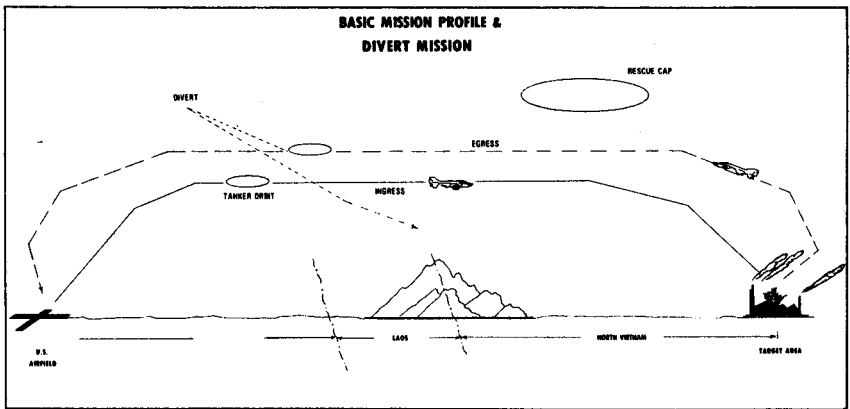 BASIC MISSION PROFILE &
DIVERT MISSION
RESCUE CAP
DIVERT
EGRESS
INGRESS
TANKER ORBIT
U.S.
AIRFIELD
LAOS
NORTH VIETNAM
TARGET AREA